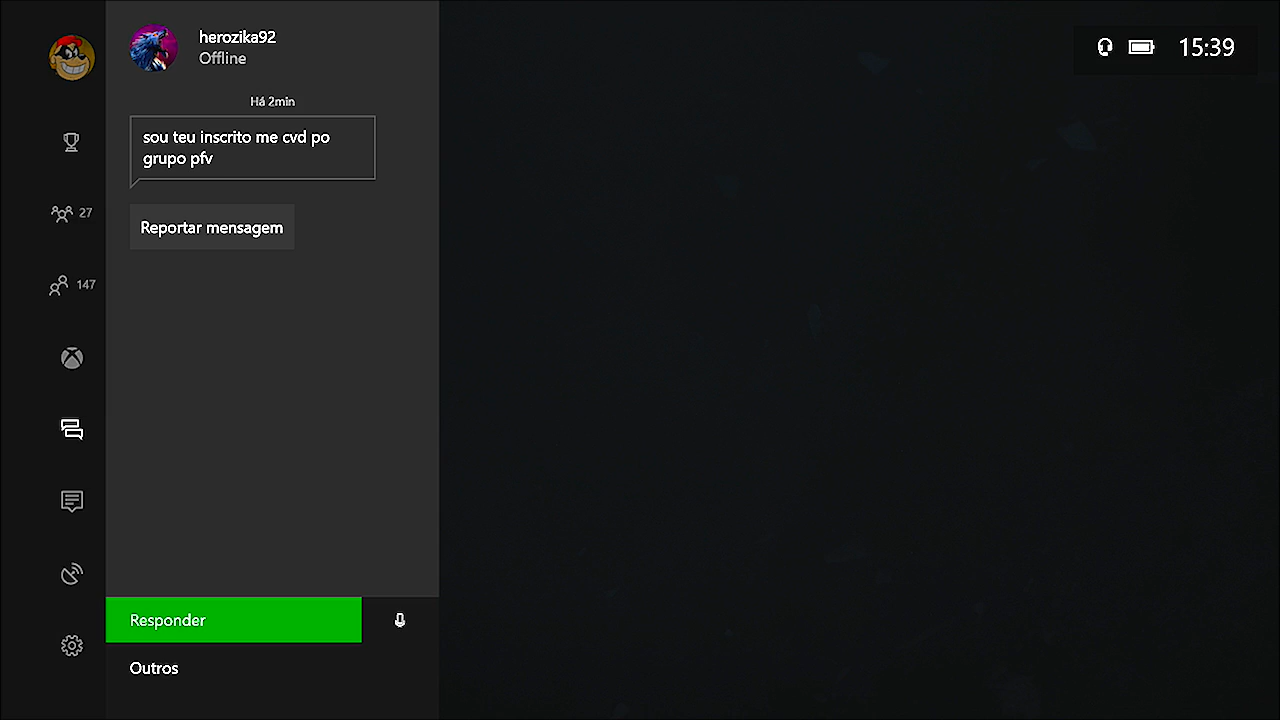 herozika92
Offline
15:39
Há 2min
sou teu inscrito me cvd po
grupo pfv
27
Reportar mensagem
147
Responder
Outros